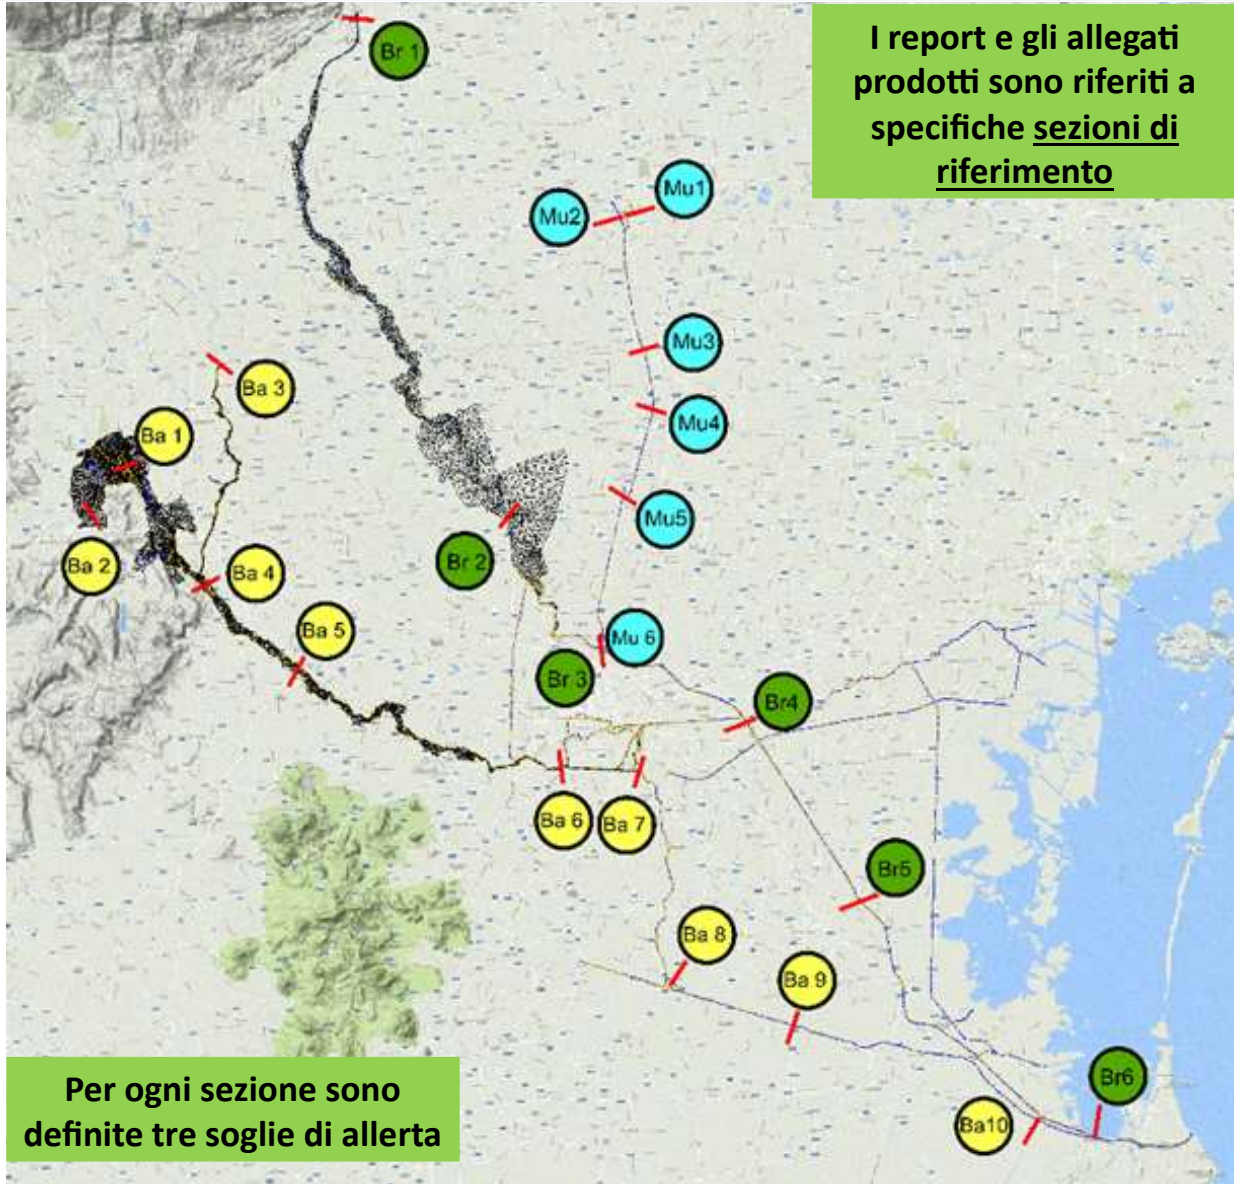 I report e gli allegati
prodotti sono riferiti a
specifiche sezioni di
riferimento
Br 1
Mu1
Mu2
Mu3
Ba 3
Mu4
Ba 1
Mu5
Br 2
Ba 2
Ba 4
Ba 5
Mu 6
Br 3
Br4
Ba 6
Ba 7
Br5
Ba 8
Ba 9
Br6
Ba10
Per ogni sezione sono
definite tre soglie di allerta